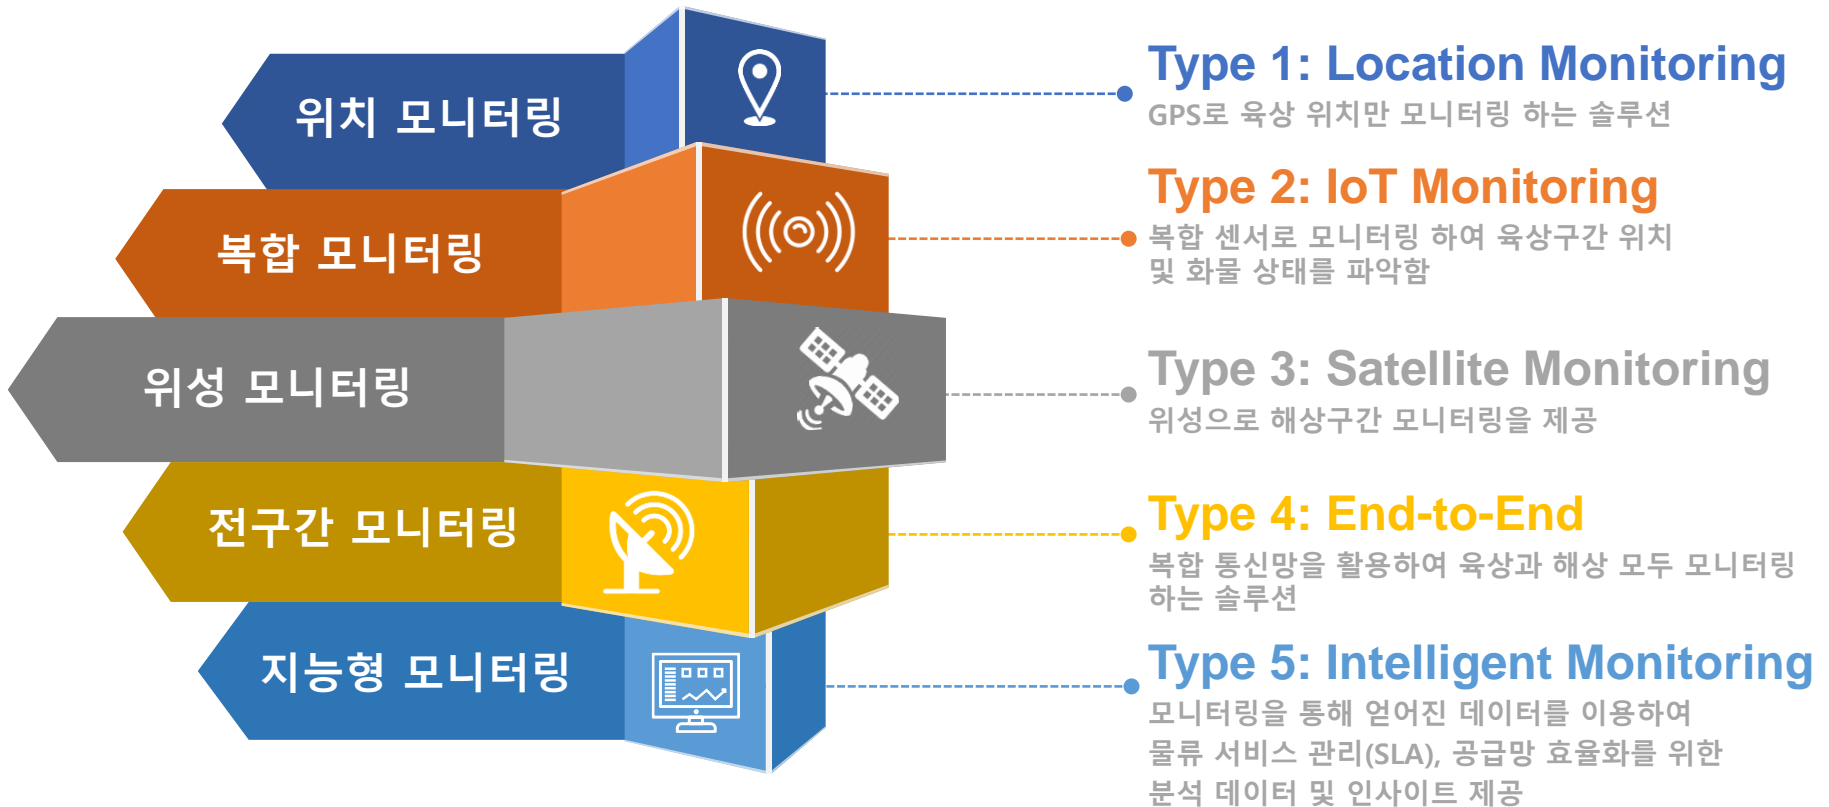 위치 모니터링
Type 1: Location Monitoring
GPS로 육상 위치만 모니터링 하는 솔루션
복합 모니터링
Type 2: IoT Monitoring
복합 센서로 모니터링 하여 육상구간 위치
및 화물 상태를 파악함
위성 모니터링
Type 3: Satellite Monitoring
위성으로 해상구간 모니터링을 제공
전구간 모니터링
Type 4: End-to-End
복합 통신망을 활용하여 육상과 해상 모두 모니터링
하는 솔루션
지능형 모니터링
Type 5: Intelligent Monitoring
모니터링을 통해 얻어진 데이터를 이용하여
물류 서비스 관리(SLA), 공급망 효율화를 위한
분석 데이터 및 인사이트 제공